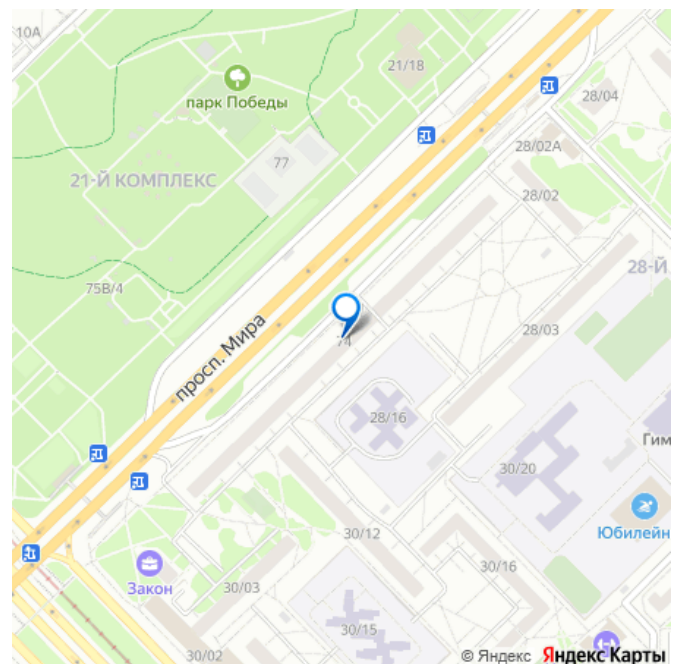 10А
21/18
парк Победы
28/04
77
28/02А
21-Й КОМПЛЕКС
28/02
28-Й
75В/4
просп. Мира
28/03
74
28/16
Гим
30/20
Юбилейн
30/12
30/16
Закон
30/03
30/15
30/02
© Яндекс Яндекс Карты